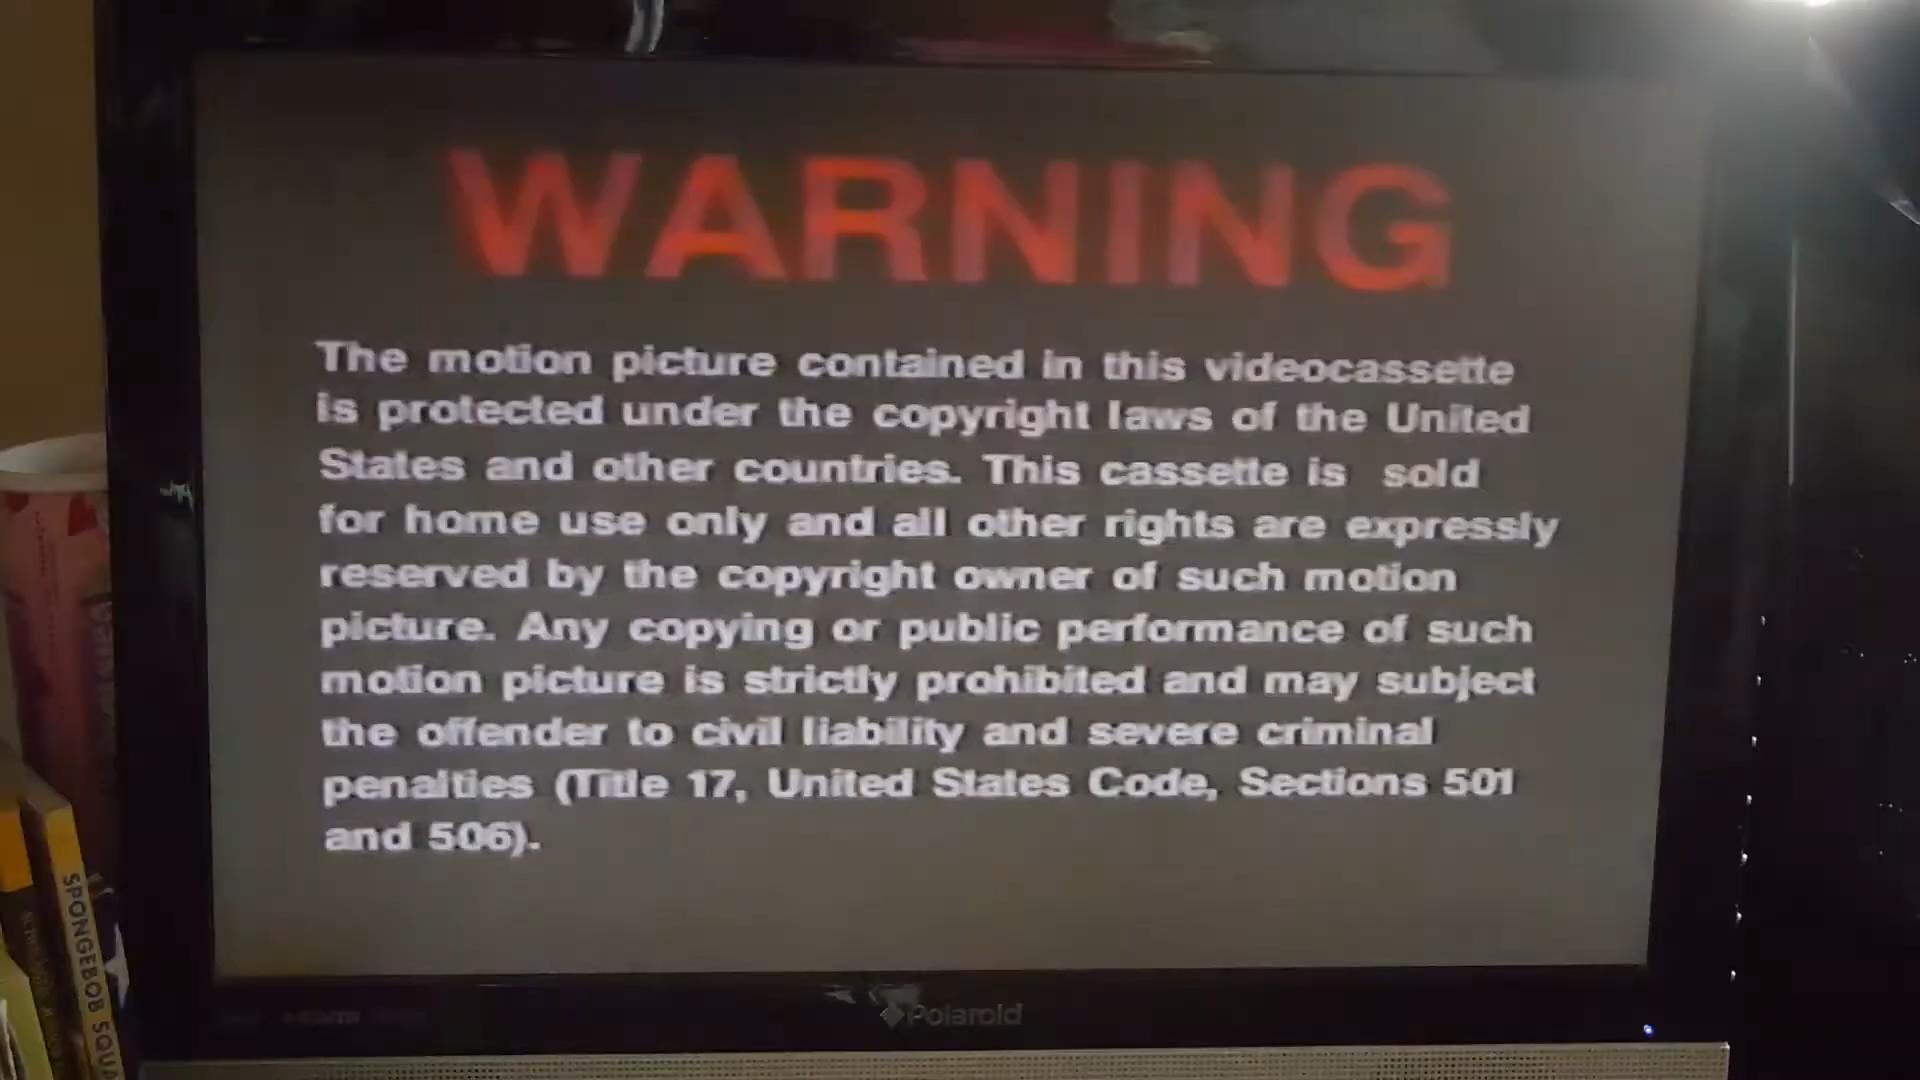 WARNING
The motion picture contained in this videocassette
is protected under the copyright laws of the United
States and other countries. This cassette is sold
for home use only and all other rights are expressly
reserved by the copyright owner of such motion
picture. Any copying or public performance of such
motion picture is strictly prohibited and may subject
the offender to civil liability and severe criminal
penalties (Title 17, United States Code, Sections 501
and 506).
SPONGEBOB SQUA
Polaroid